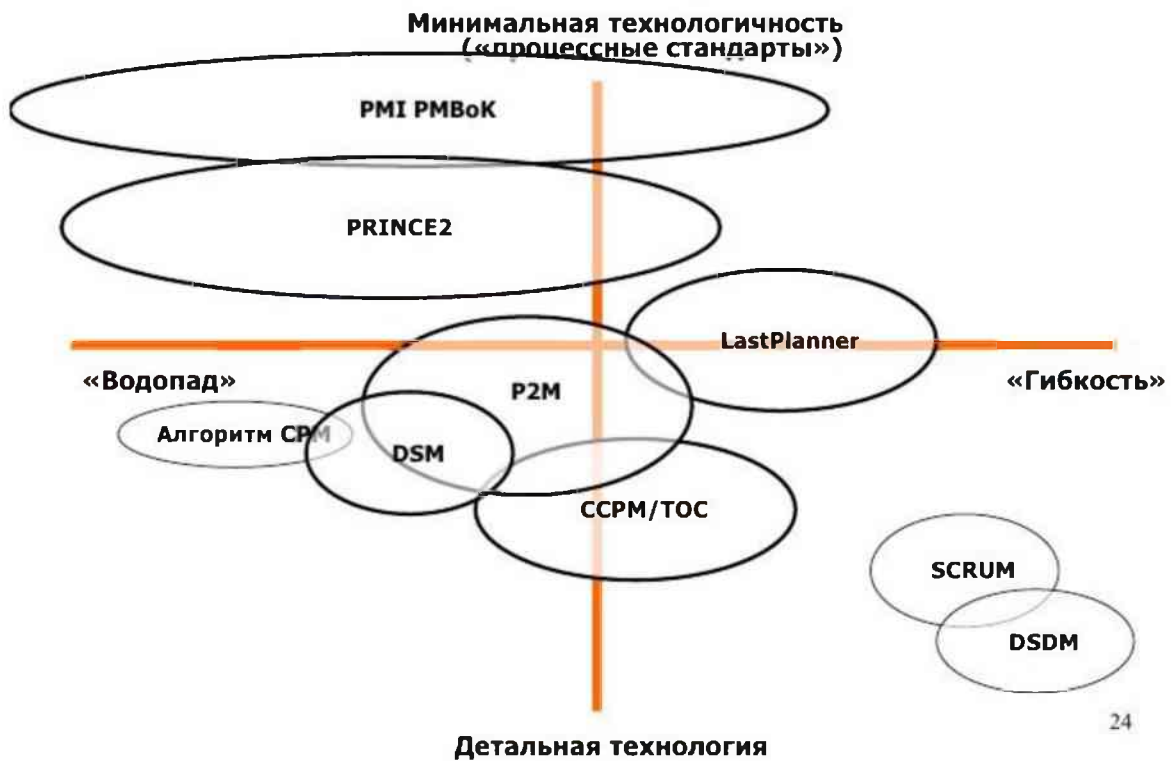 Минимальная технологичность
(«процессные стандарты»)
PMI PMBoK
PRINCE2
LastPlanner
«Водопад»
«Гибкость»
P2M
Алгоритм CPM
DSM
CCPM/TOC
SCRUM
DSDM
24
Детальная технология